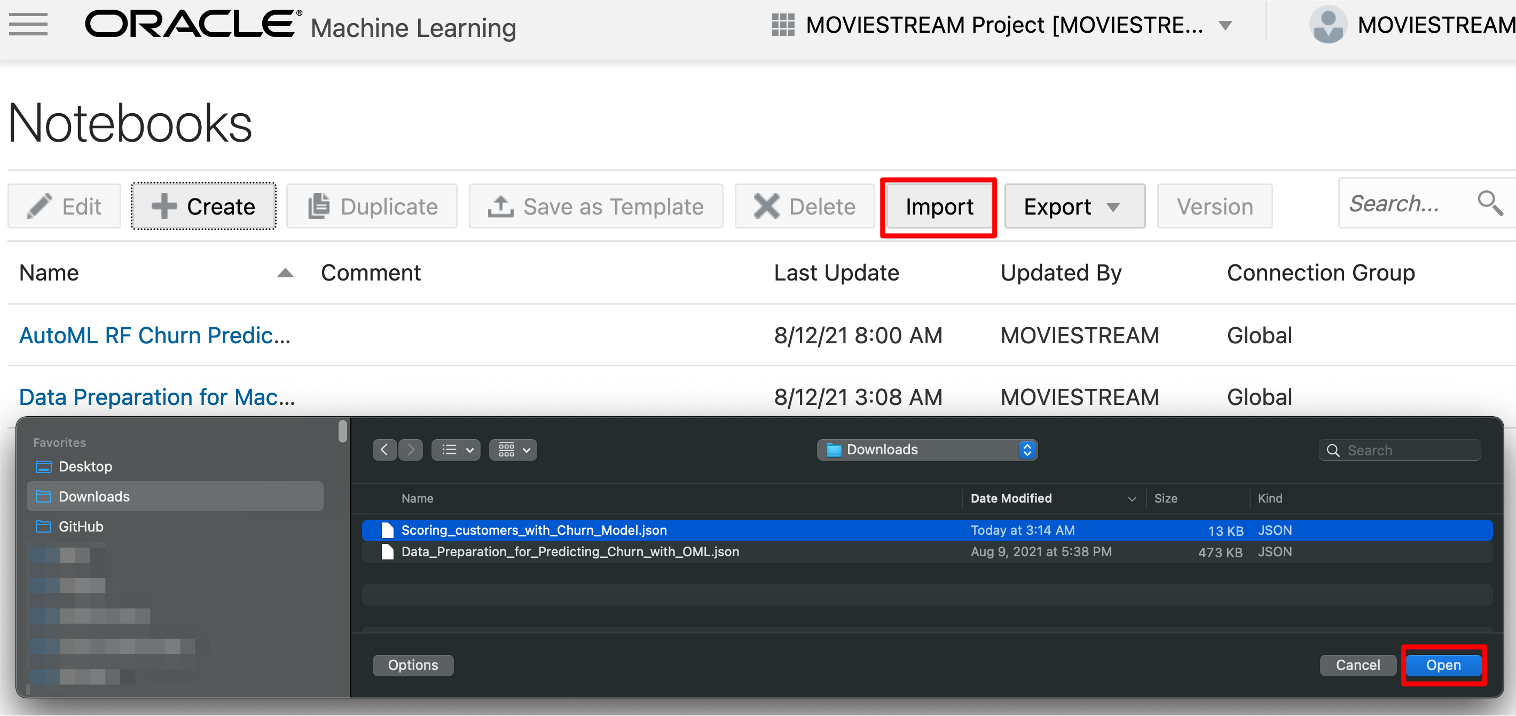 ORACLE® Machine Learning MOVIESTREAM Project [MOVIESTRE... MOVIESTREAM
Notebooks
Edit Create Duplicate Save as Template Delete Import Export Version Search...
Name Comment Last Update Updated By Connection Group
AutoML RF Churn Predic... 8/12/21 8:00 AM MOVIESTREAM Global
Data Preparation for Mac... 8/12/21 3:08 AM MOVIESTREAM Global
Favorites
Desktop
Downloads
GitHub
Downloads Search
Name Date Modified Size Kind
Scoring_customers_with_Churn_Model.json Today at 3:14 AM 13 KB JSON
Data_Preparation_for_Predicting_Churn_with_OML.json Aug 9, 2021 at 5:38 PM 473 KB JSON
Options Cancel Open